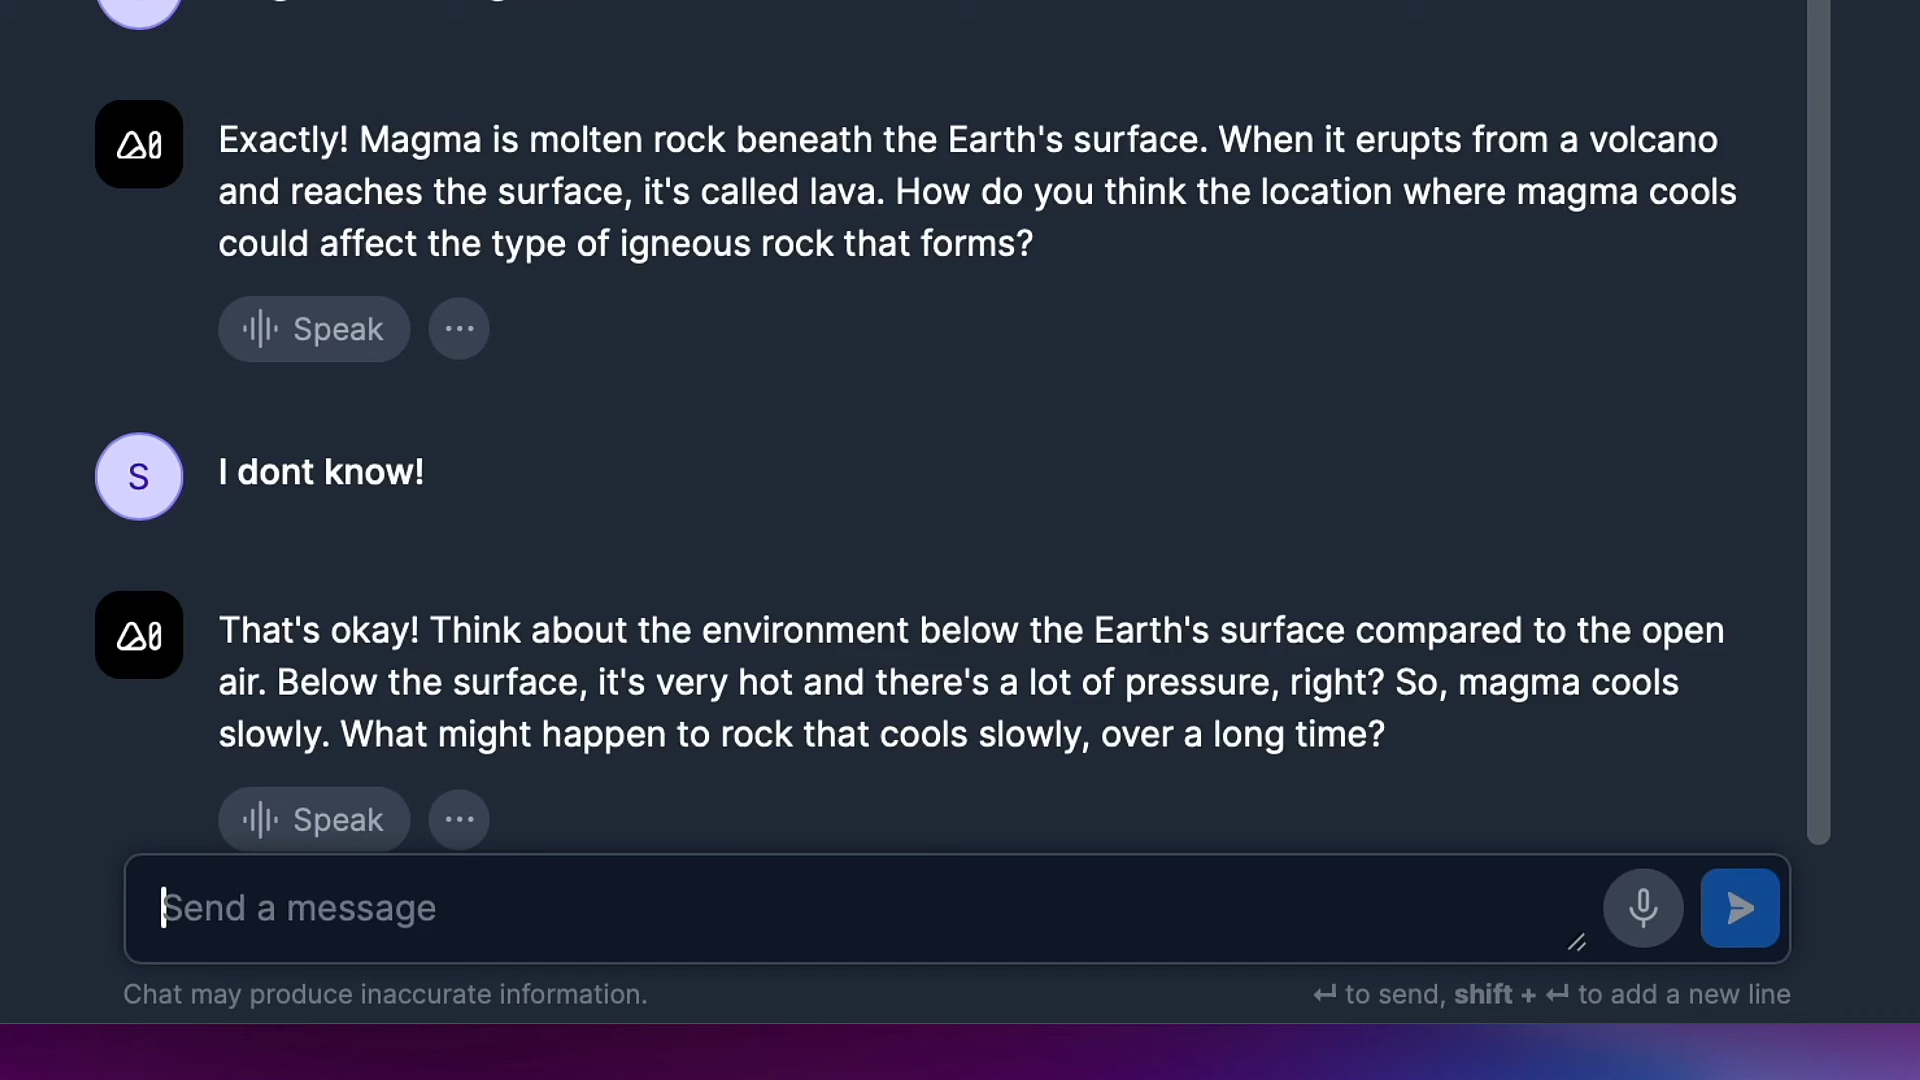 Exactly! Magma is molten rock beneath the Earth's surface. When it erupts from a volcano
and reaches the surface, it's called lava. How do you think the location where magma cools
could affect the type of igneous rock that forms?
Speak
S
I dont know!
That's okay! Think about the environment below the Earth's surface compared to the open
air. Below the surface, it's very hot and there's a lot of pressure, right? So, magma cools
slowly. What might happen to rock that cools slowly, over a long time?
Speak
Send a message
Chat may produce inaccurate information.
↵ to send, shift + ↵ to add a new line